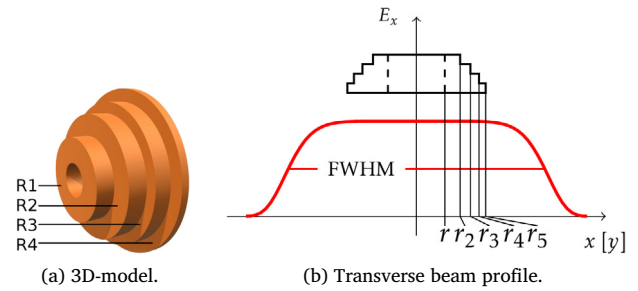 R1
R2
R3
R4
(a) 3D-model.
E_x
FWHM
r r_2 r_3 r_4 r_5
x [y]
(b) Transverse beam profile.